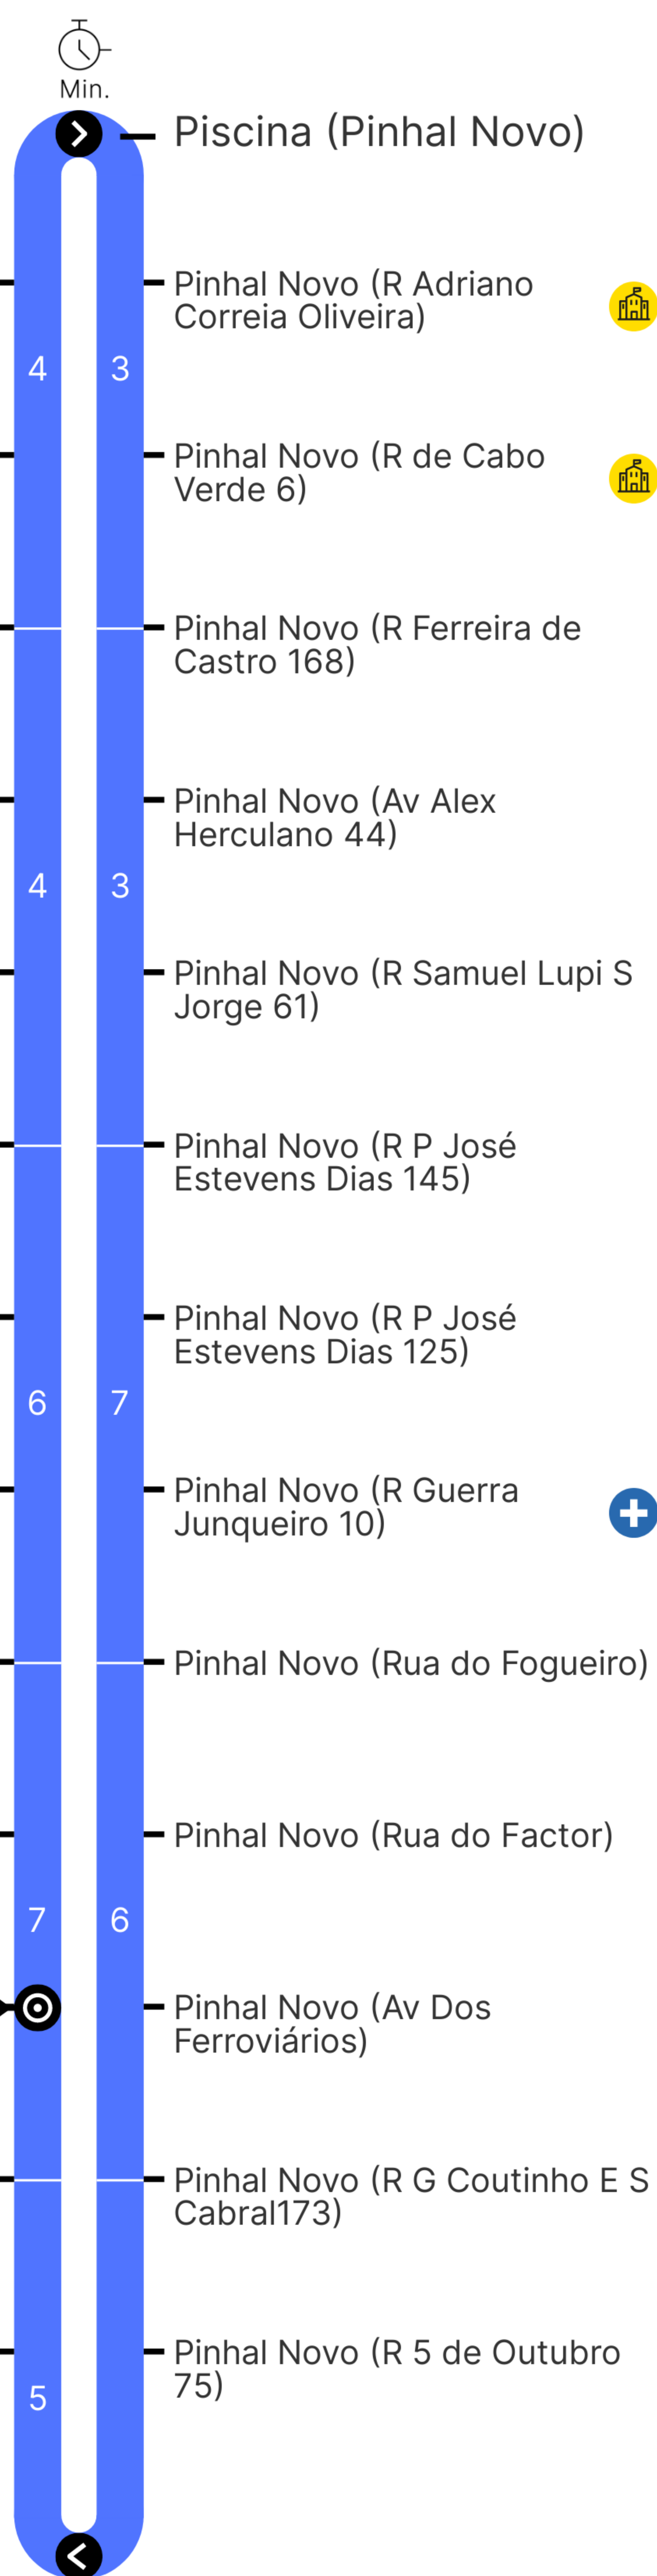 Min.
Piscina (Pinhal Novo)
Pinhal Novo (R Adriano
Correia Oliveira)
4 3
Pinhal Novo (R de Cabo
Verde 6)
Pinhal Novo (R Ferreira de
Castro 168)
Pinhal Novo (Av Alex
Herculano 44)
4 3
Pinhal Novo (R Samuel Lupi S
Jorge 61)
Pinhal Novo (R P José
Estevens Dias 145)
Pinhal Novo (R P José
Estevens Dias 125)
6 7
Pinhal Novo (R Guerra
Junqueiro 10)
Pinhal Novo (Rua do Fogueiro)
Pinhal Novo (Rua do Factor)
7 6
Pinhal Novo (Av Dos
Ferroviários)
Pinhal Novo (R G Coutinho E S
Cabral173)
Pinhal Novo (R 5 de Outubro
75)
5